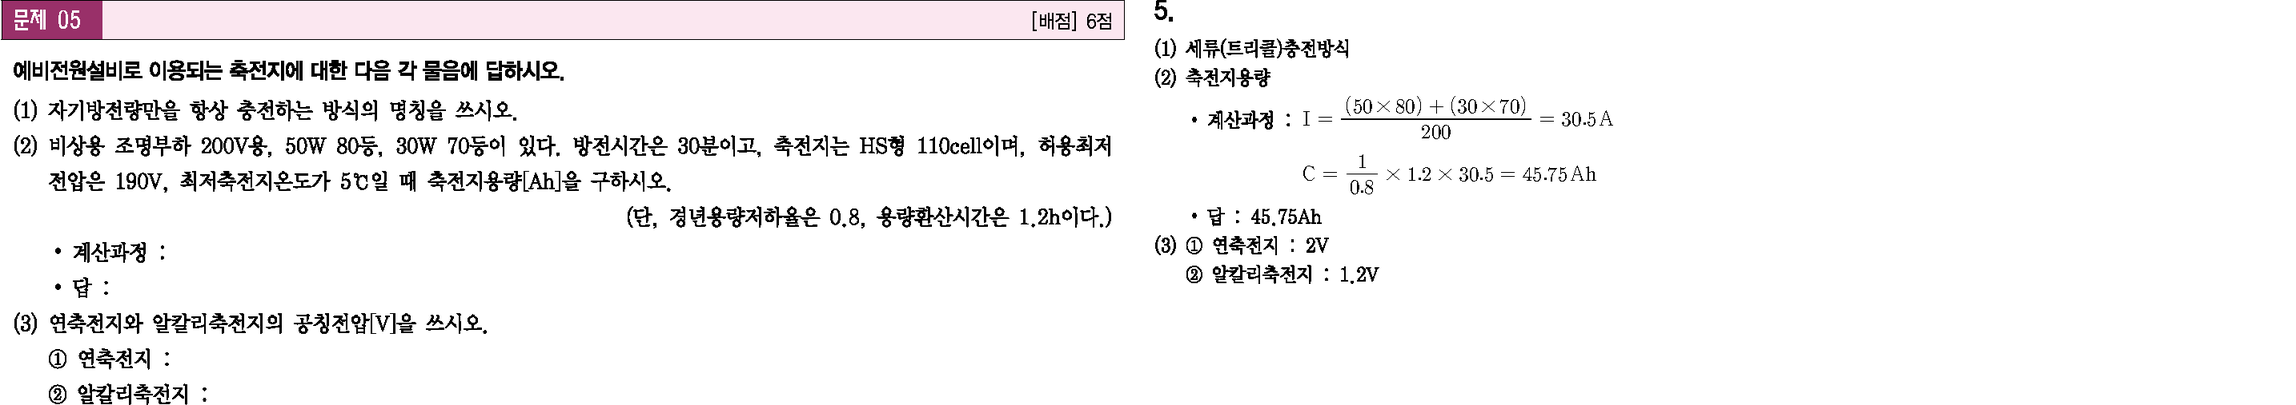 문제 05
[배점] 6점
예비전원설비로 이용되는 축전지에 대한 다음 각 물음에 답하시오.
(1) 자기방전량만을 항상 충전하는 방식의 명칭을 쓰시오.
(2) 비상용 조명부하 200V용, 50W 80등, 30W 70등이 있다. 방전시간은 30분이고, 축전지는 HS형 110cell이며, 허용최저
전압은 190V, 최저축전지온도가 5℃일 때 축전지용량[Ah]을 구하시오.
(단, 경년용량저하율은 0.8, 용량환산시간은 1.2h이다.)
• 계산과정 :
• 답 :
(3) 연축전지와 알칼리축전지의 공칭전압[V]을 쓰시오.
① 연축전지 :
② 알칼리축전지 :
5.
(1) 세류(트리클)충전방식
(2) 축전지용량
• 계산과정 : I = \frac{(50×80)+(30×70)}{200} = 30.5A
C = \frac{1}{0.8} × 1.2 × 30.5 = 45.75Ah
• 답 : 45.75Ah
(3) ① 연축전지 : 2V
② 알칼리축전지 : 1.2V